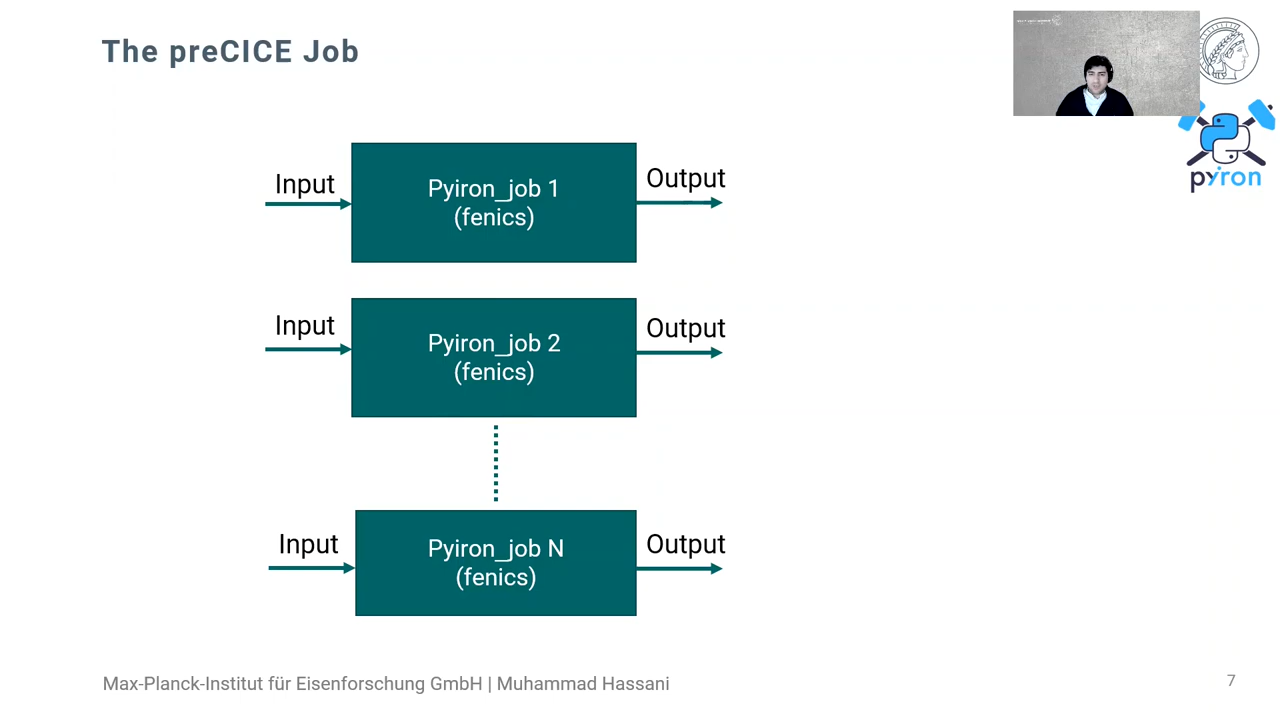 The preCICE Job
Input
Pyiron_job 1
(fenics)
Output
pyiron
Input
Pyiron_job 2
(fenics)
Output
Input
Pyiron_job N
(fenics)
Output
Max-Planck-Institut für Eisenforschung GmbH | Muhammad Hassani
7